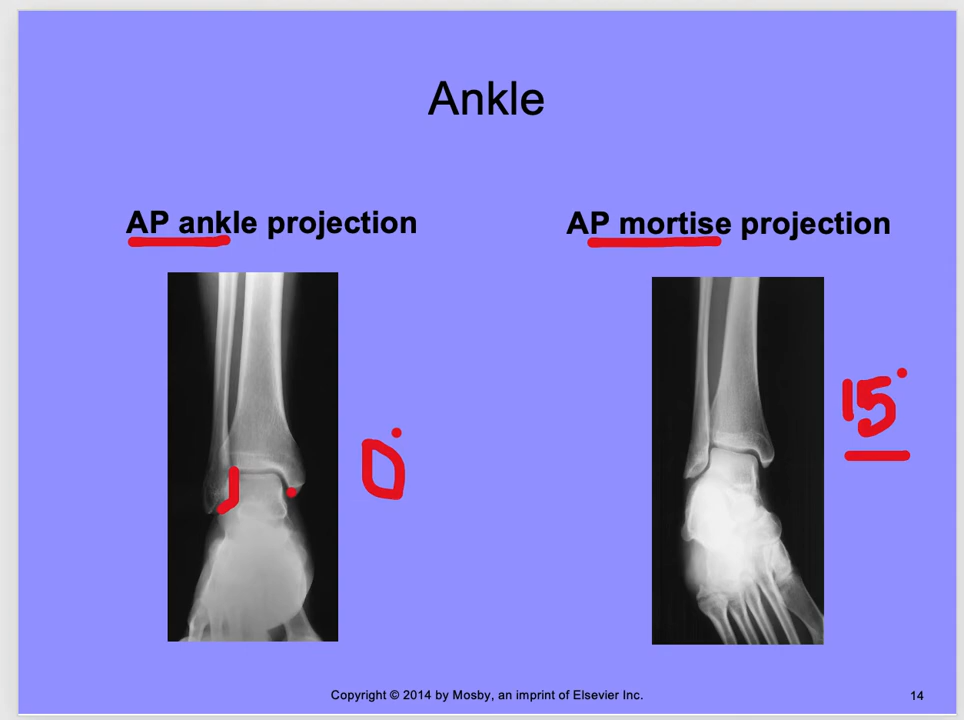 Ankle
AP ankle projection
AP mortise projection
0°
15°
Copyright © 2014 by Mosby, an imprint of Elsevier Inc.
14